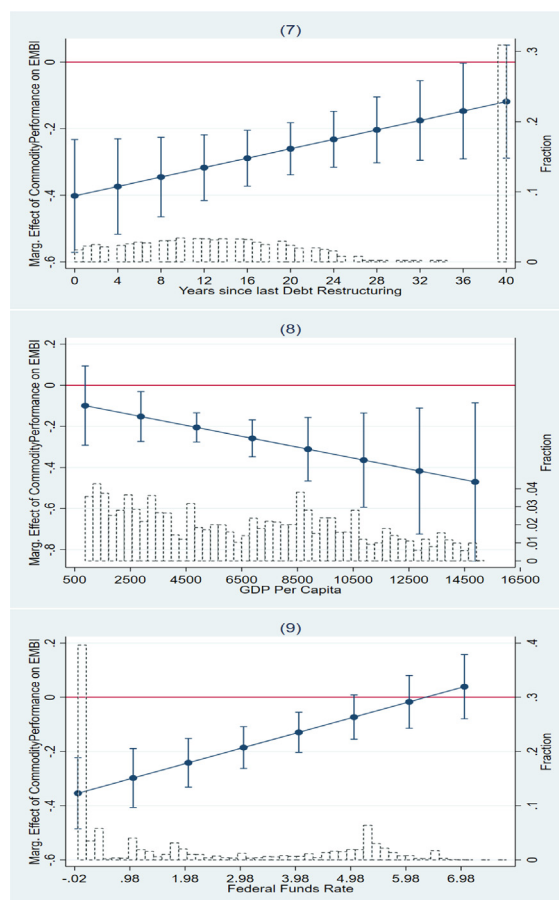 (7)
Marg. Effect of CommodityPerformance on EMBI
0
-.2
-.4
-.6
.3
.2
.1
0
Fraction
0 4 8 12 16 20 24 28 32 36 40
Years since last Debt Restructuring
(8)
Marg. Effect of CommodityPerformance on EMBI
.2
0
-.2
-.4
-.6
-.8
0 .01 .02 .03 .04
Fraction
500 2500 4500 6500 8500 10500 12500 14500 16500
GDP Per Capita
(9)
Marg. Effect of CommodityPerformance on EMBI
.2
0
-.2
-.4
-.6
.4
.3
.2
.1
0
Fraction
-.02 .98 1.98 2.98 3.98 4.98 5.98 6.98
Federal Funds Rate